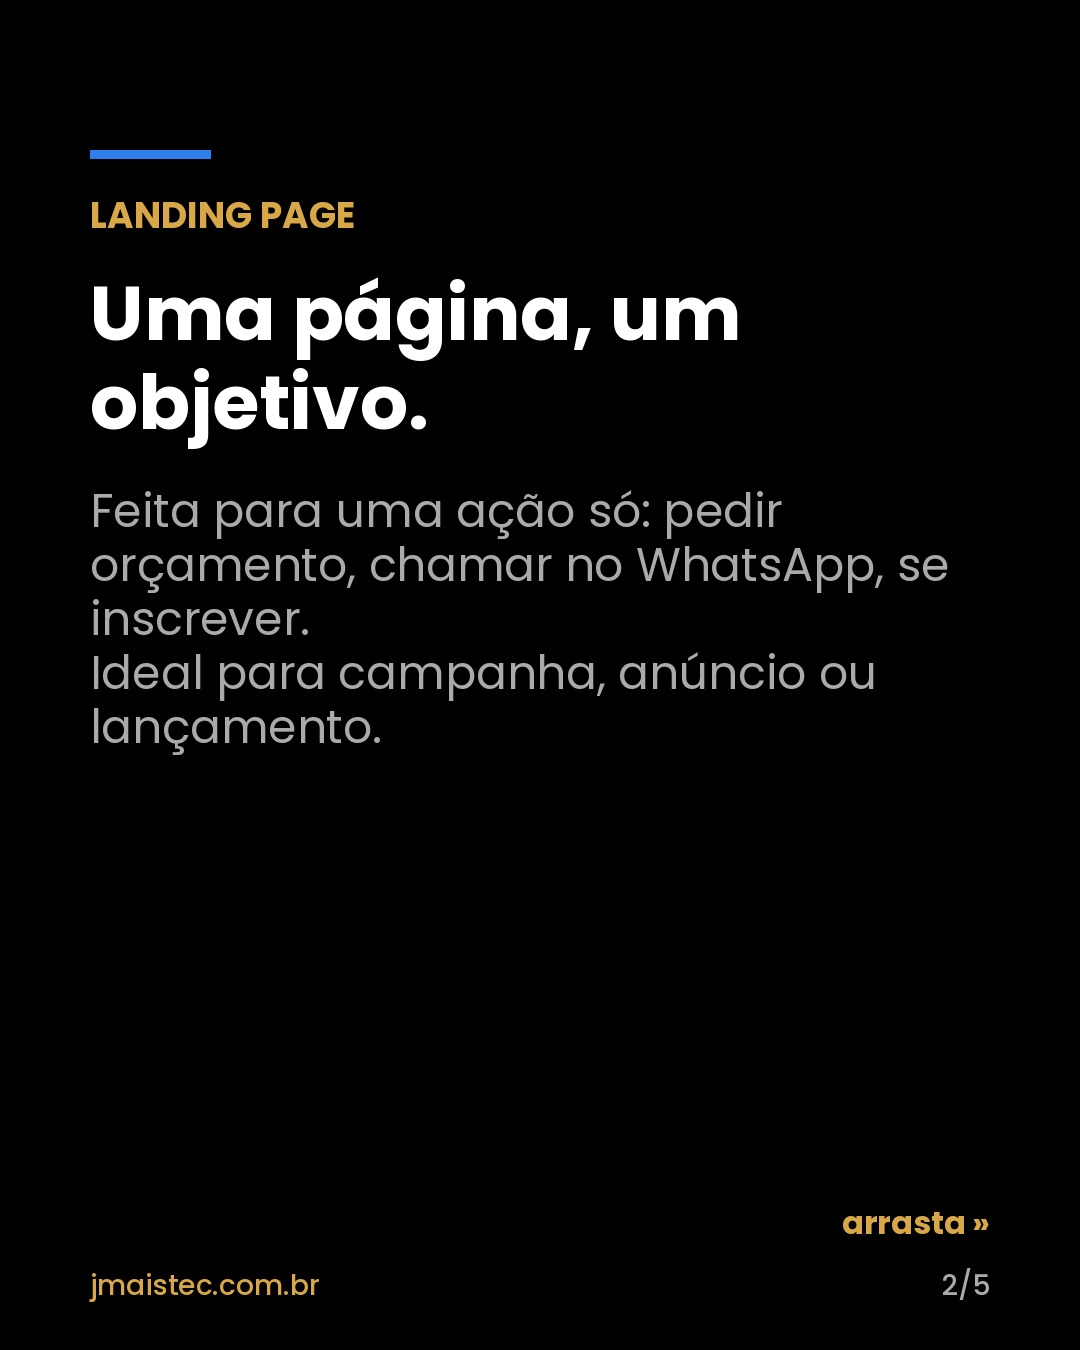 LANDING PAGE
Uma página, um
objetivo.
Feita para uma ação só: pedir
orçamento, chamar no WhatsApp, se
inscrever.
Ideal para campanha, anúncio ou
lançamento.
arrasta »
jmaistec.com.br
2/5